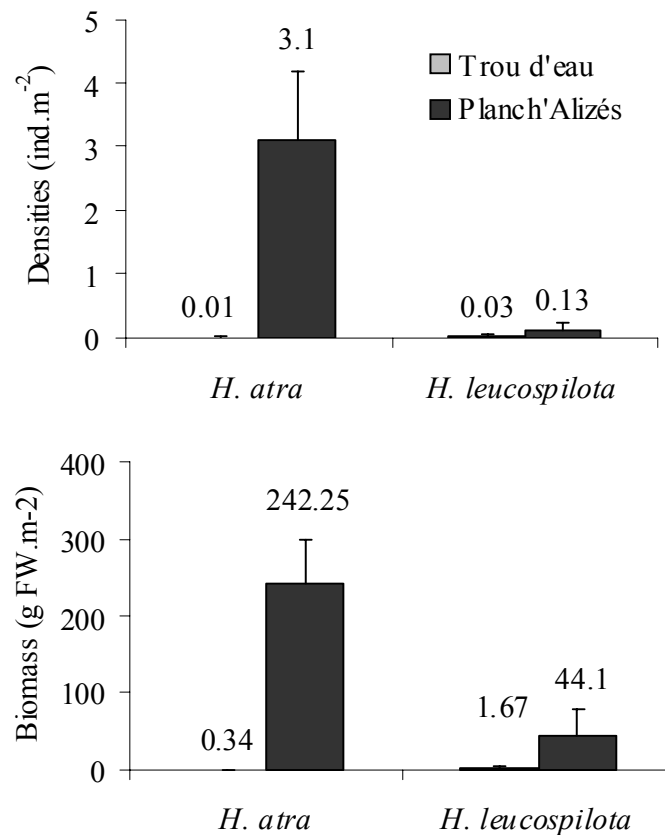 5
3.1
Trou d'eau
4
Planch'Alizés
3
Densities (ind.m⁻²)
2
1
0.01
0.03
0.13
0
H. atra
H. leucospilota
400
242.25
300
Biomass (g FW.m-2)
200
100
0.34
1.67
44.1
0
H. atra
H. leucospilota